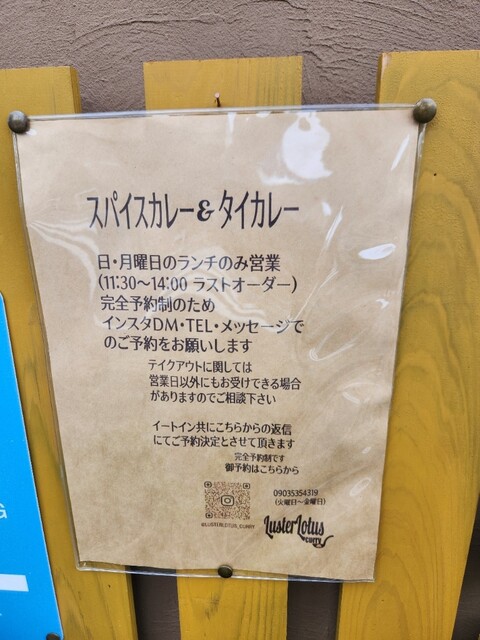 スパイスカレー& タイカレー
日・月曜日のランチのみ営業
(11:30～14:00 ラストオーダー)
完全予約制のため
インスタDM・TEL・メッセージで
のご予約をお願いします
テイクアウトに関しては
営業日以外にもお受けできる場合
がありますのでご相談下さい
イートイン共にこちらからの返信
にてご予約決定とさせて頂きます
完全予約制です
御予約はこちらから
09035354319
(火曜日～金曜日)
@LUSTERLOTUS_CURRY
Luster Lotus
CURRY
G